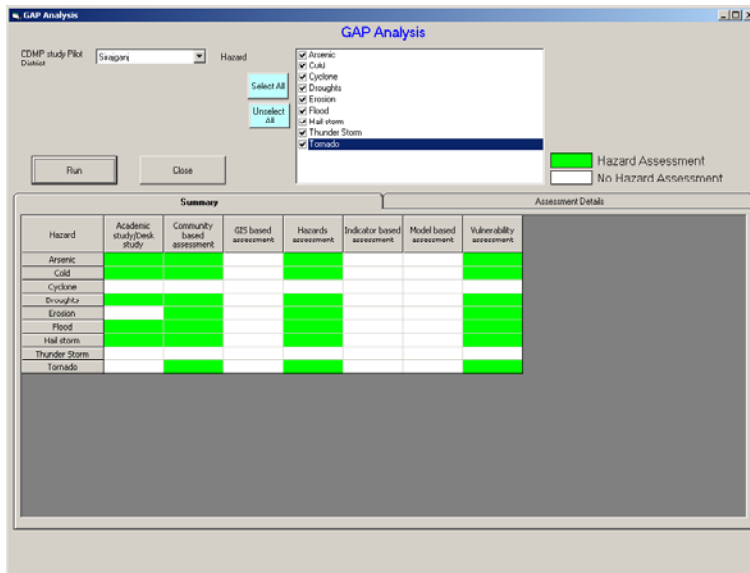 GAP Analysis
GAP Analysis
CDMP study Pilot
District
Sirajganj
Hazard
Select All
Unselect
All
Arsenic
Cold
Cyclone
Droughts
Erosion
Flood
Hail storm
Thunder Storm
Tornado
Run
Close
Hazard Assessment
No Hazard Assessment
Summary
Assessment Details
Hazard
Academic
study/Desk
study
Community
based
assessment
GIS based
assessment
Hazards
assessment
Indicator based
assessment
Model based
assessment
Vulnerability
assessment
Arsenic
Cold
Cyclone
Droughts
Erosion
Flood
Hail storm
Thunder Storm
Tornado